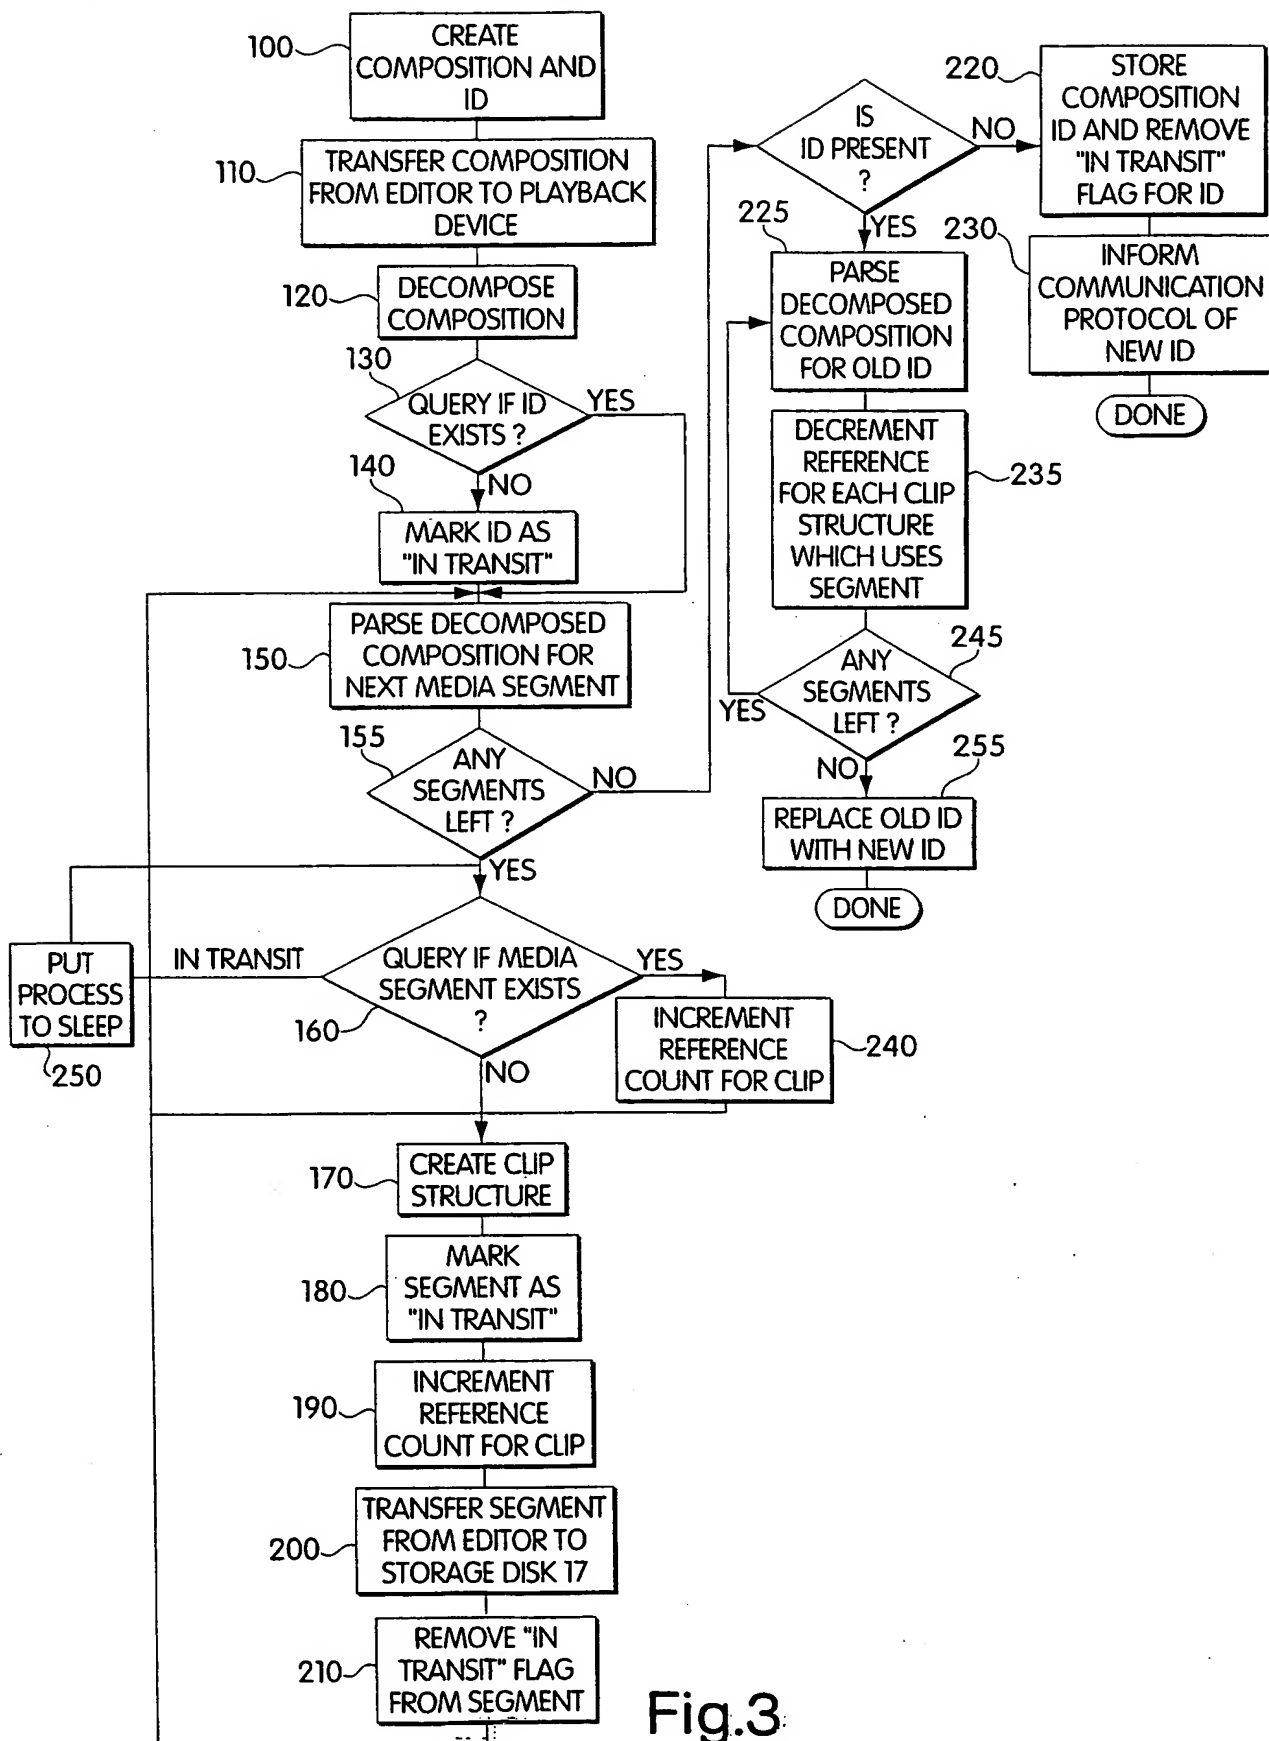 100
CREATE
COMPOSITION AND
ID
110
TRANSFER COMPOSITION
FROM EDITOR TO PLAYBACK
DEVICE
120
DECOMPOSE
COMPOSITION
130
QUERY IF ID
EXISTS ?
YES
NO
140
MARK ID AS
"IN TRANSIT"
150
PARSE DECOMPOSED
COMPOSITION FOR
NEXT MEDIA SEGMENT
155
ANY
SEGMENTS
LEFT ?
NO
YES
IN TRANSIT
PUT
PROCESS
TO SLEEP
250
QUERY IF MEDIA
SEGMENT EXISTS
?
160
YES
NO
INCREMENT
REFERENCE
COUNT FOR CLIP
240
170
CREATE CLIP
STRUCTURE
180
MARK
SEGMENT AS
"IN TRANSIT"
190
INCREMENT
REFERENCE
COUNT FOR CLIP
200
TRANSFER SEGMENT
FROM EDITOR TO
STORAGE DISK 17
210
REMOVE "IN
TRANSIT" FLAG
FROM SEGMENT
IS
ID PRESENT
?
NO
YES
220
STORE
COMPOSITION
ID AND REMOVE
"IN TRANSIT"
FLAG FOR ID
230
INFORM
COMMUNICATION
PROTOCOL OF
NEW ID
DONE
225
PARSE
DECOMPOSED
COMPOSITION
FOR OLD ID
DECREMENT
REFERENCE
FOR EACH CLIP
STRUCTURE
WHICH USES
SEGMENT
235
ANY
SEGMENTS
LEFT ?
245
YES
NO
255
REPLACE OLD ID
WITH NEW ID
DONE
Fig.3